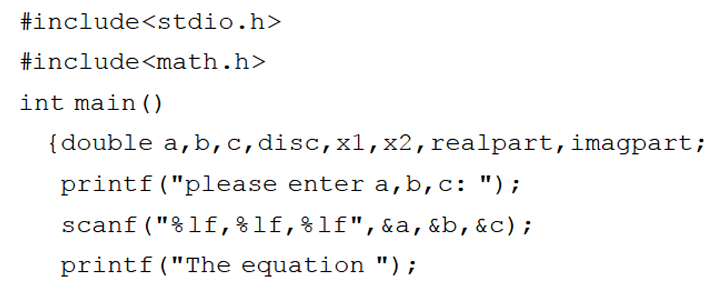 #include<stdio.h>
#include<math.h>
int main()
{double a,b,c,disc,x1,x2,realpart,imagpart;
printf("please enter a,b,c: ");
scanf("%lf,%lf,%lf",&a,&b,&c);
printf("The equation ");